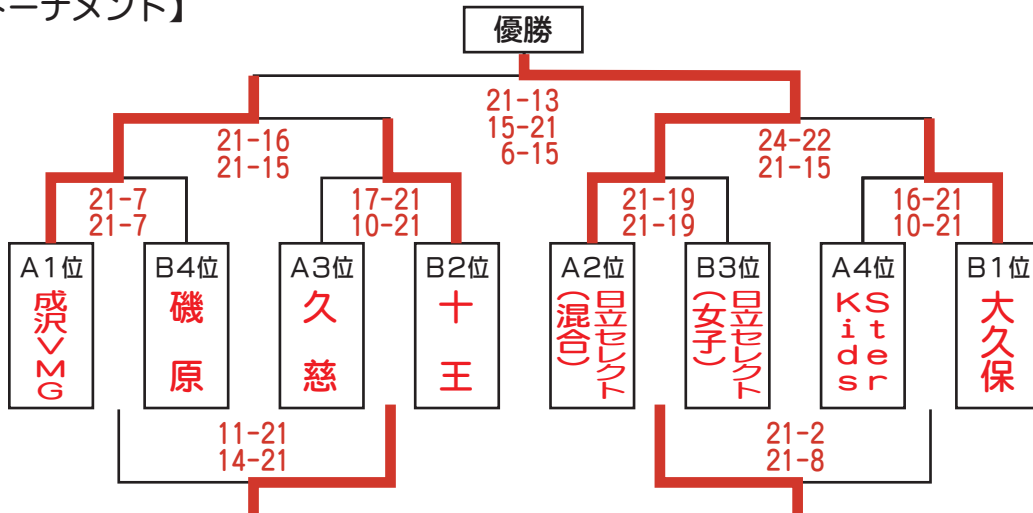 トーナメント】
優勝
21-13
15-21
6-15
21-16
21-15
24-22
21-15
21-7
21-7
17-21
10-21
21-19
21-19
16-21
10-21
A1位
成沢VMG
B4位
磯原
A3位
久慈
B2位
十王
A2位
日立セレクト
(混合)
B3位
日立セレクト
(女子)
A4位
Ster
Kids
B1位
大久保
11-21
14-21
21-2
21-8